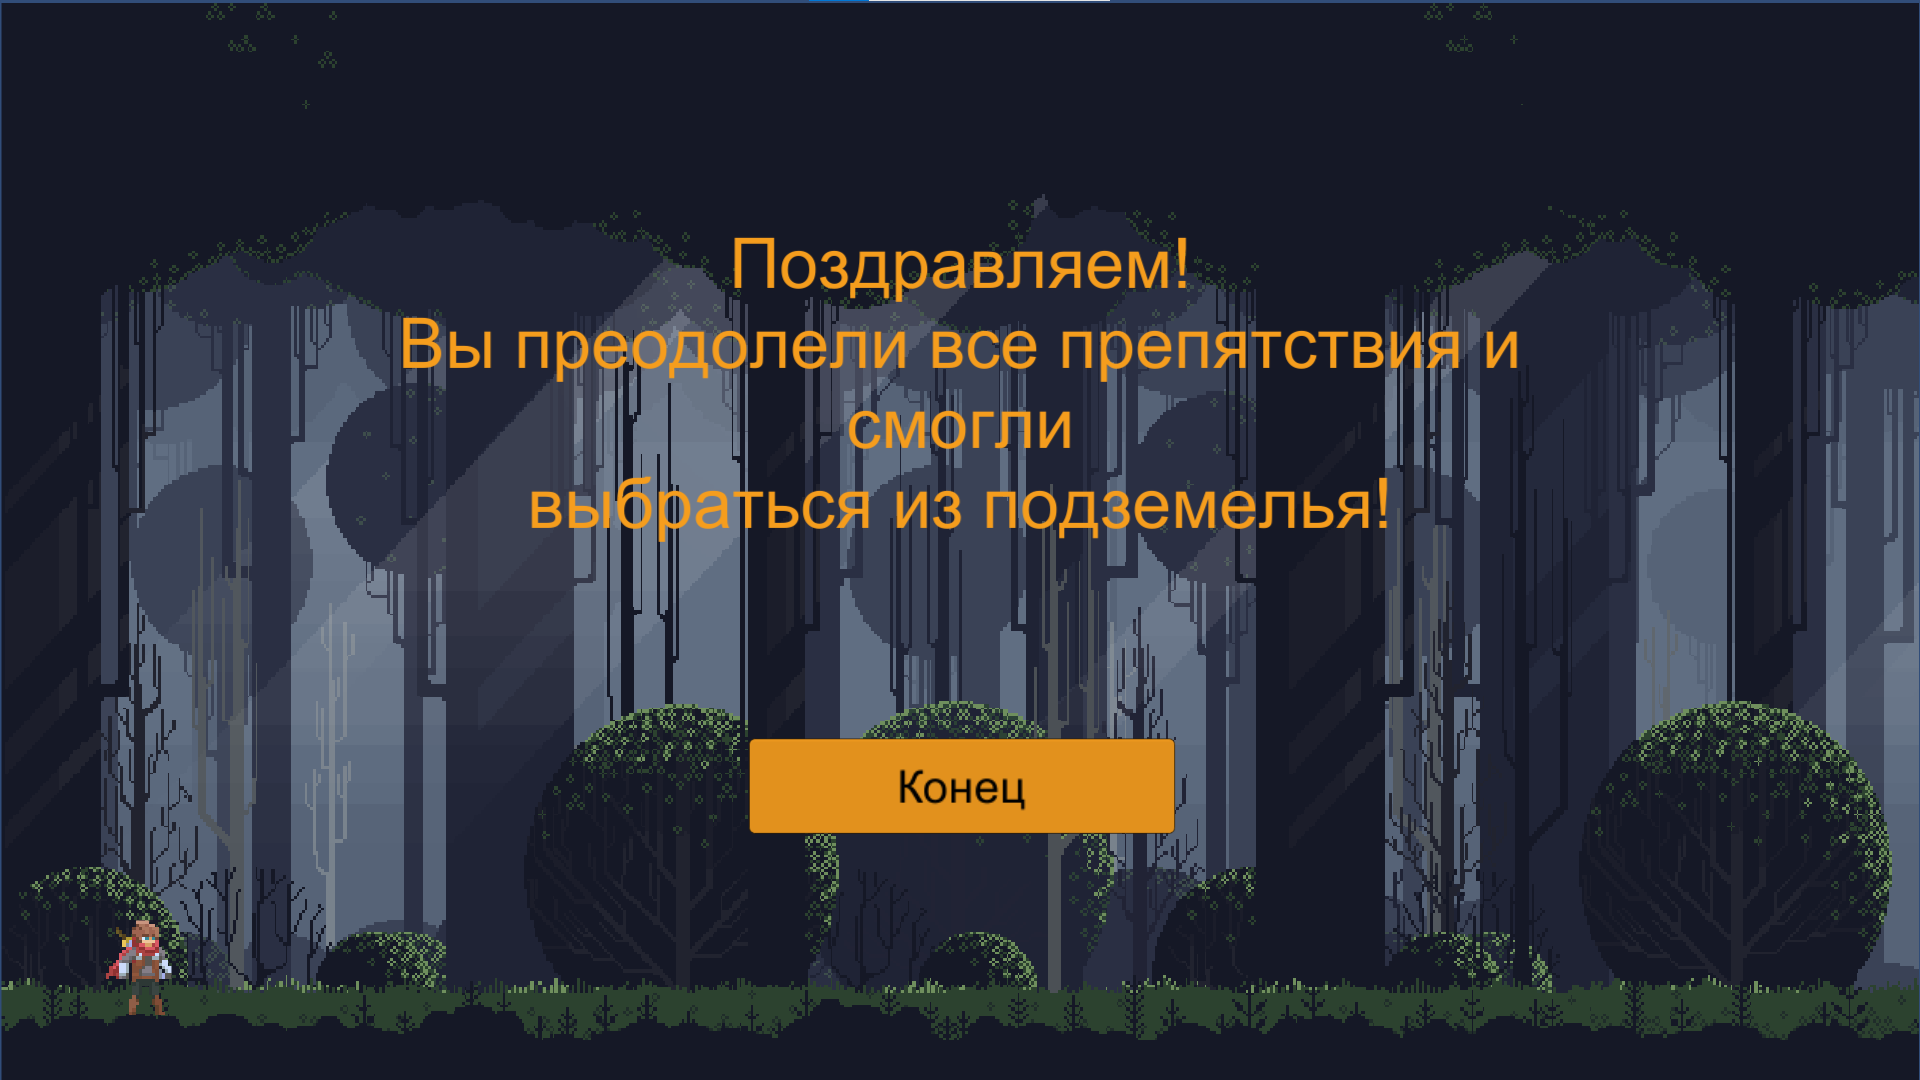 Поздравляем!
Вы преодолели все препятствия и
смогли
выбраться из подземелья!
Конец